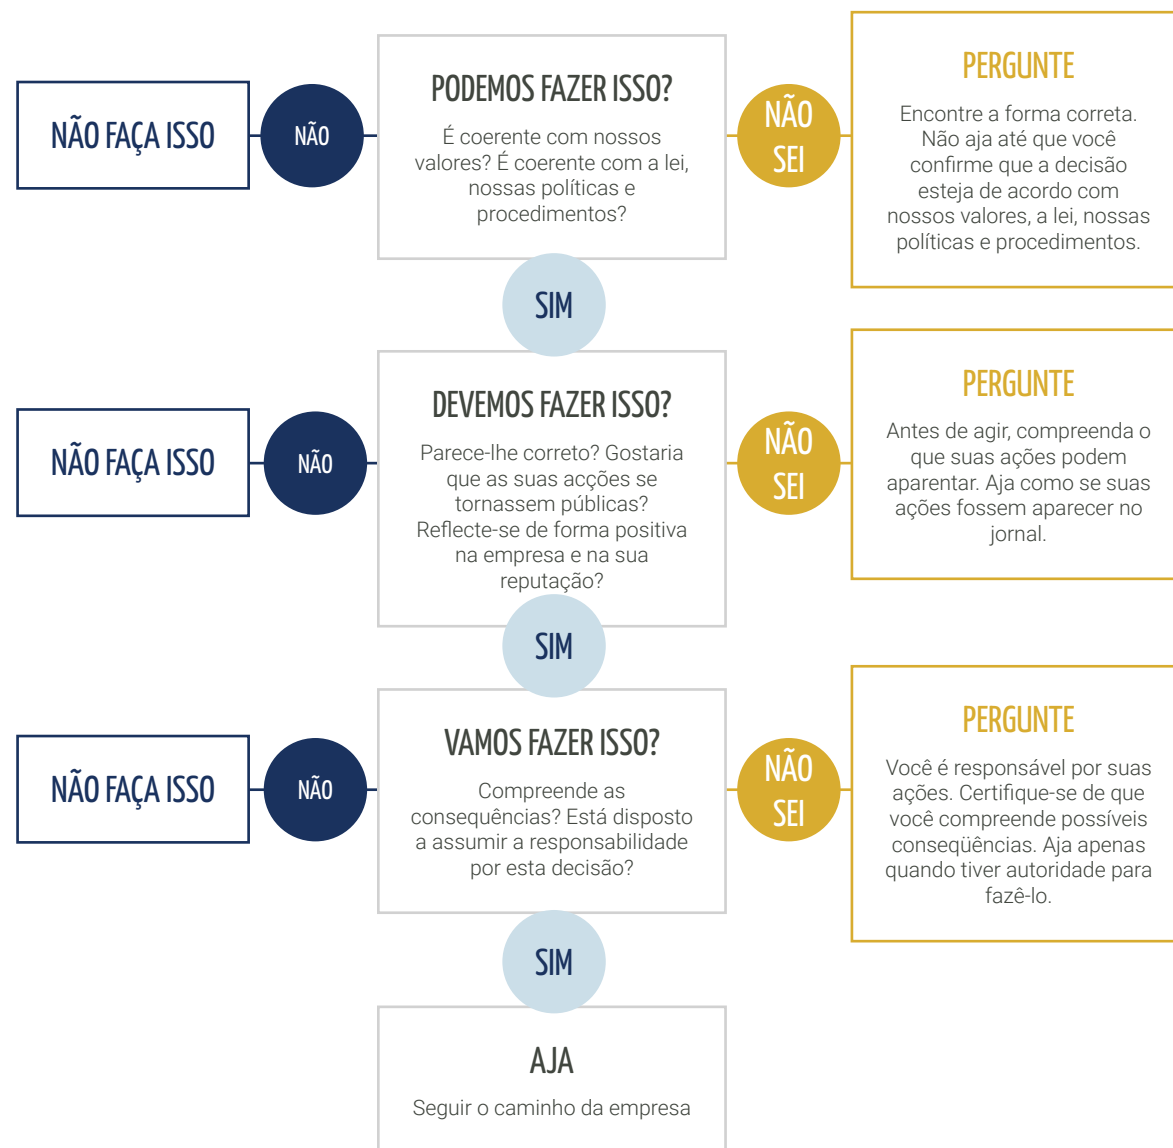 NÃO FAÇA ISSO
NÃO
PODEMOS FAZER ISSO?
É coerente com nossos
valores? É coerente com a lei,
nossas políticas e
procedimentos?
NÃO
SEI
PERGUNTE
Encontre a forma correta.
Não aja até que você
confirme que a decisão
esteja de acordo com
nossos valores, a lei, nossas
políticas e procedimentos.
SIM
NÃO FAÇA ISSO
NÃO
DEVEMOS FAZER ISSO?
Parece-lhe correto? Gostaria
que as suas acções se
tornassem públicas?
Reflecte-se de forma positiva
na empresa e na sua
reputação?
NÃO
SEI
PERGUNTE
Antes de agir, compreenda o
que suas ações podem
aparentar. Aja como se suas
ações fossem aparecer no
jornal.
SIM
NÃO FAÇA ISSO
NÃO
VAMOS FAZER ISSO?
Compreende as
consequências? Está disposto
a assumir a responsabilidade
por esta decisão?
NÃO
SEI
PERGUNTE
Você é responsável por suas
ações. Certifique-se de que
você compreende possíveis
conseqüências. Aja apenas
quando tiver autoridade para
fazê-lo.
SIM
AJA
Seguir o caminho da empresa